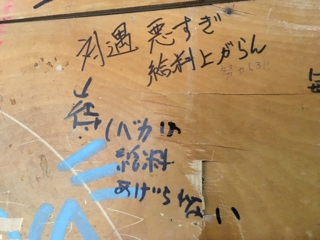 対遇 悪すぎ
給料上がらん
待
バカは
給料
あげられない